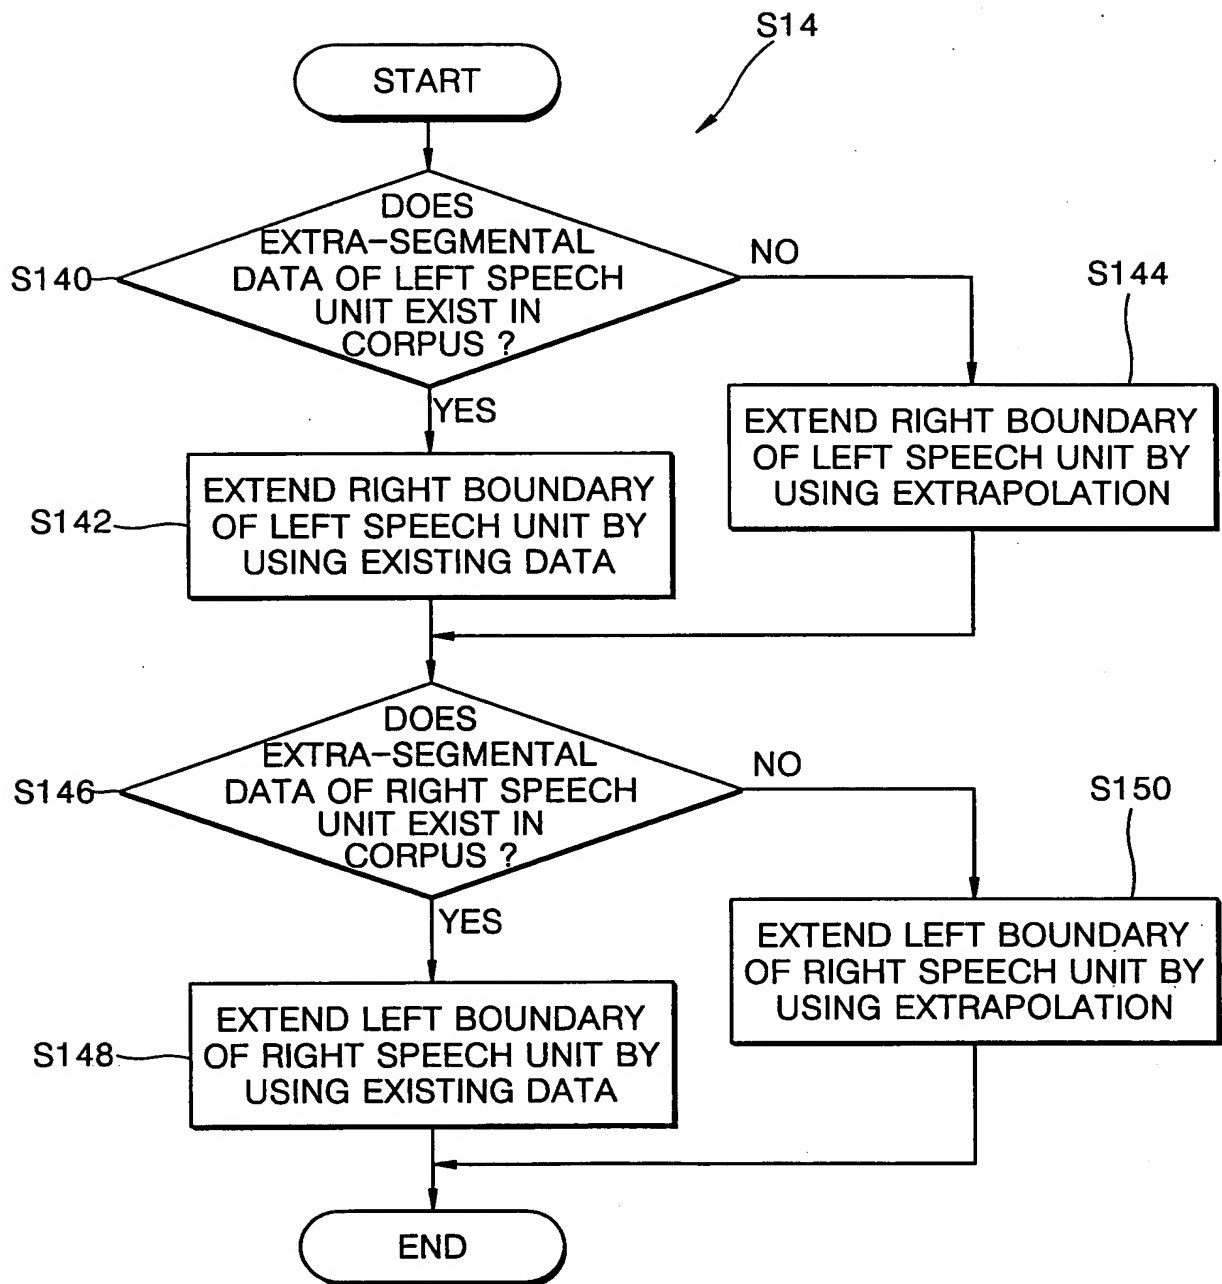 S14
START
DOES
EXTRA-SEGMENTAL
DATA OF LEFT SPEECH
UNIT EXIST IN
CORPUS ?
S140
NO
YES
S144
EXTEND RIGHT BOUNDARY
OF LEFT SPEECH UNIT BY
USING EXTRAPOLATION
S142
EXTEND RIGHT BOUNDARY
OF LEFT SPEECH UNIT BY
USING EXISTING DATA
DOES
EXTRA-SEGMENTAL
DATA OF RIGHT SPEECH
UNIT EXIST IN
CORPUS ?
S146
NO
YES
S150
EXTEND LEFT BOUNDARY
OF RIGHT SPEECH UNIT BY
USING EXTRAPOLATION
S148
EXTEND LEFT BOUNDARY
OF RIGHT SPEECH UNIT BY
USING EXISTING DATA
END